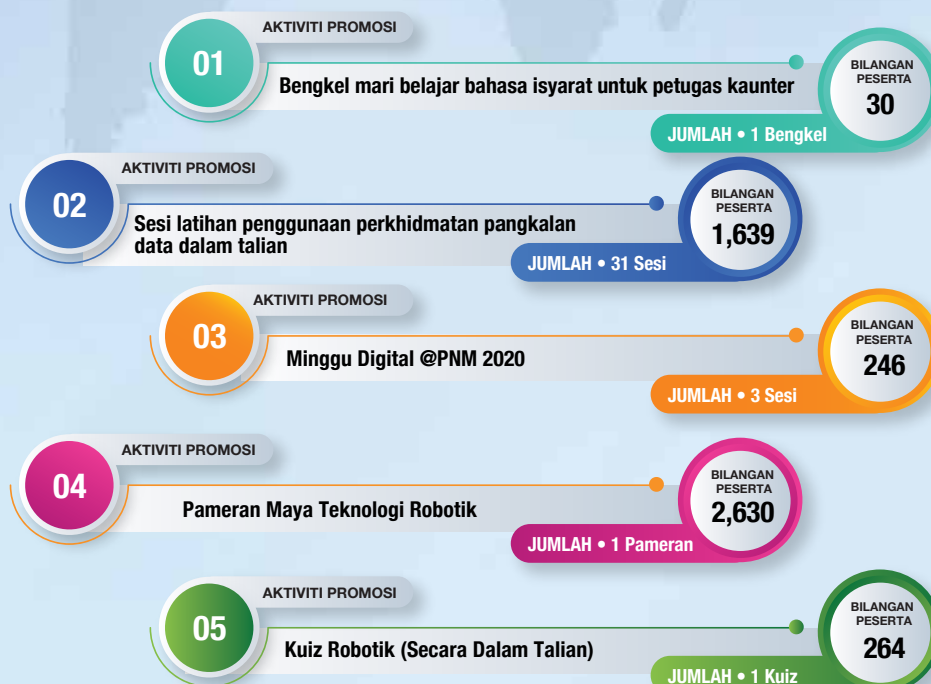 AKTIVITI PROMOSI
01
Bengkel mari belajar bahasa isyarat untuk petugas kaunter
BILANGAN
PESERTA
30
JUMLAH • 1 Bengkel
AKTIVITI PROMOSI
02
Sesi latihan penggunaan perkhidmatan pangkalan
data dalam talian
BILANGAN
PESERTA
1,639
JUMLAH • 31 Sesi
AKTIVITI PROMOSI
03
Minggu Digital @PNM 2020
BILANGAN
PESERTA
246
JUMLAH • 3 Sesi
AKTIVITI PROMOSI
04
Pameran Maya Teknologi Robotik
BILANGAN
PESERTA
2,630
JUMLAH • 1 Pameran
AKTIVITI PROMOSI
05
Kuiz Robotik (Secara Dalam Talian)
BILANGAN
PESERTA
264
JUMLAH • 1 Kuiz